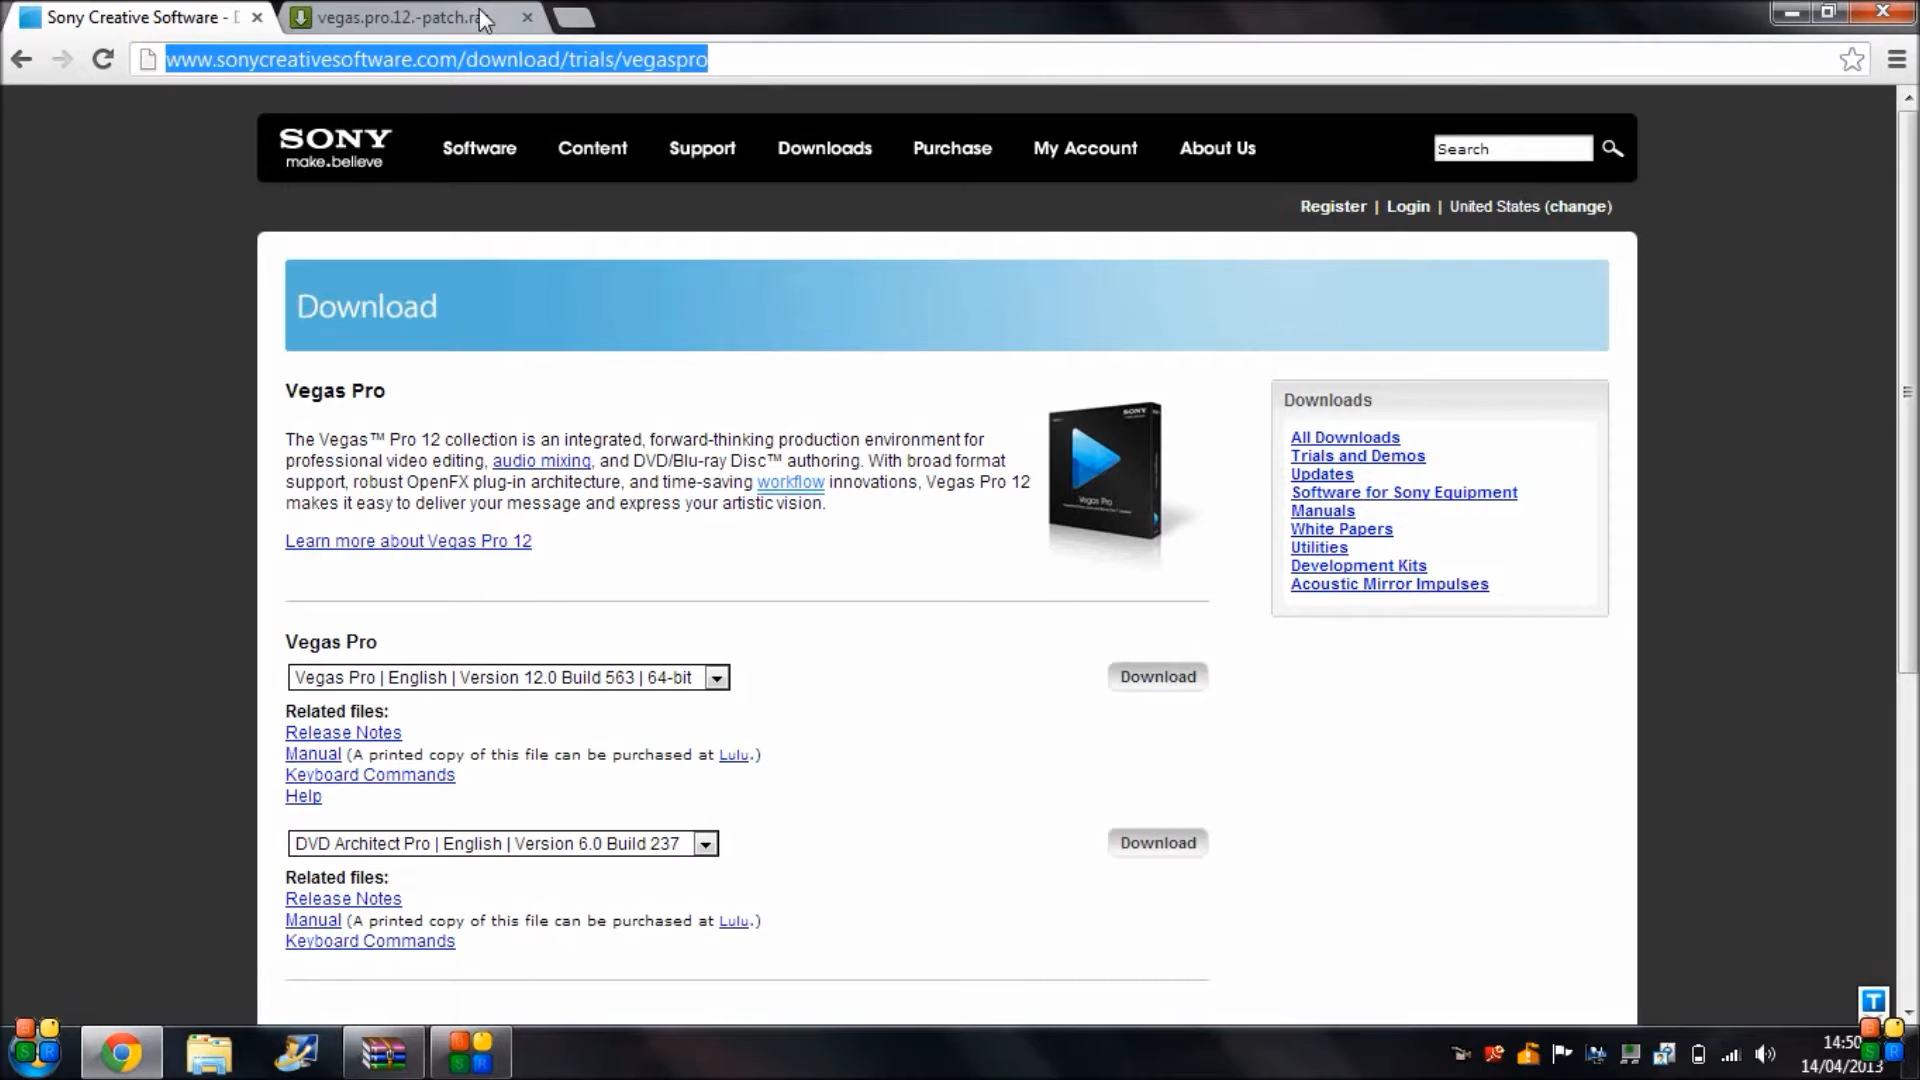 Sony Creative Software - D
vegas.pro.12.-patch.ra
www.sonycreativesoftware.com/download/trials/vegaspro
SONY
make.believe
Software Content Support Downloads Purchase My Account About Us Search
Register | Login | United States (change)
Download
Vegas Pro
The Vegas™ Pro 12 collection is an integrated, forward-thinking production environment for
professional video editing, audio mixing, and DVD/Blu-ray Disc™ authoring. With broad format
support, robust OpenFX plug-in architecture, and time-saving workflow innovations, Vegas Pro 12
makes it easy to deliver your message and express your artistic vision.
Learn more about Vegas Pro 12
SONY
Vegas Pro
Downloads
All Downloads
Trials and Demos
Updates
Software for Sony Equipment
Manuals
White Papers
Utilities
Development Kits
Acoustic Mirror Impulses
Vegas Pro
Vegas Pro | English | Version 12.0 Build 563 | 64-bit Download
Related files:
Release Notes
Manual (A printed copy of this file can be purchased at Lulu.)
Keyboard Commands
Help
DVD Architect Pro | English | Version 6.0 Build 237 Download
Related files:
Release Notes
Manual (A printed copy of this file can be purchased at Lulu.)
Keyboard Commands
14:50
14/04/2013